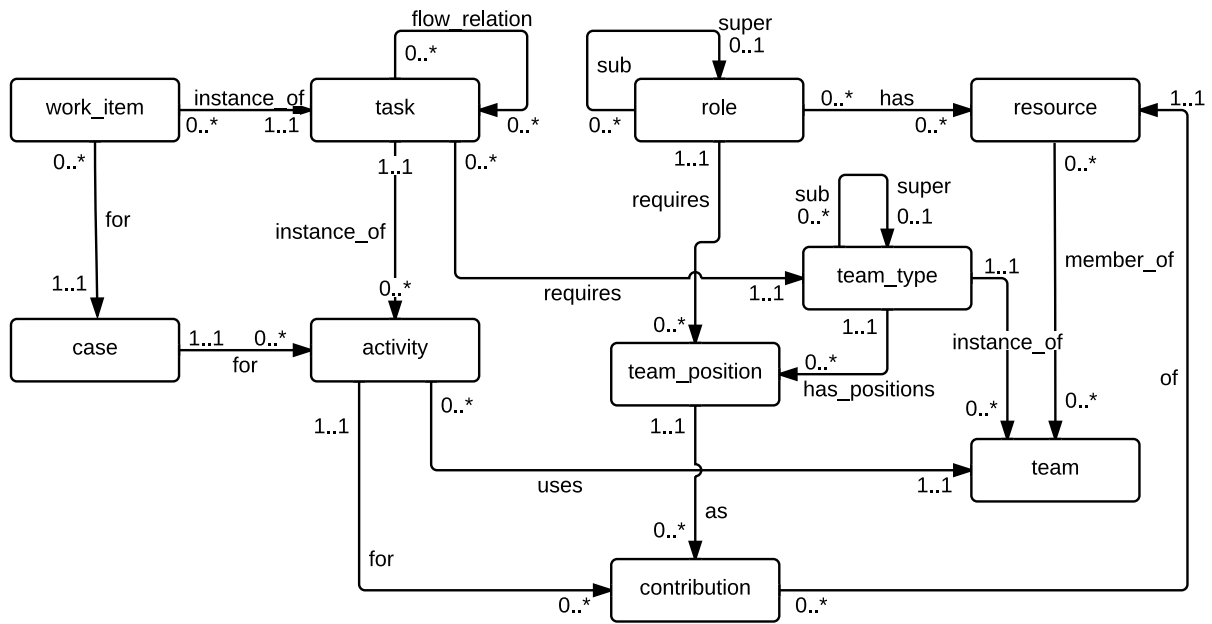 flow_relation
super
0..*
0..1
sub
work_item
instance_of
task
role
0..*
has
resource
1..1
0..*
1..1
0..*
0..*
0..*
0..*
1..1
0..*
1..1
0..*
for
requires
sub
super
0..*
0..1
instance_of
member_of
1..1
0..*
requires
1..1
team_type
1..1
case
1..1
0..*
for
activity
0..*
1..1
instance_of
team_position
0..*
has_positions
of
1..1
0..*
1..1
0..*
0..*
team
uses
1..1
as
0..*
for
contribution
0..*
0..*